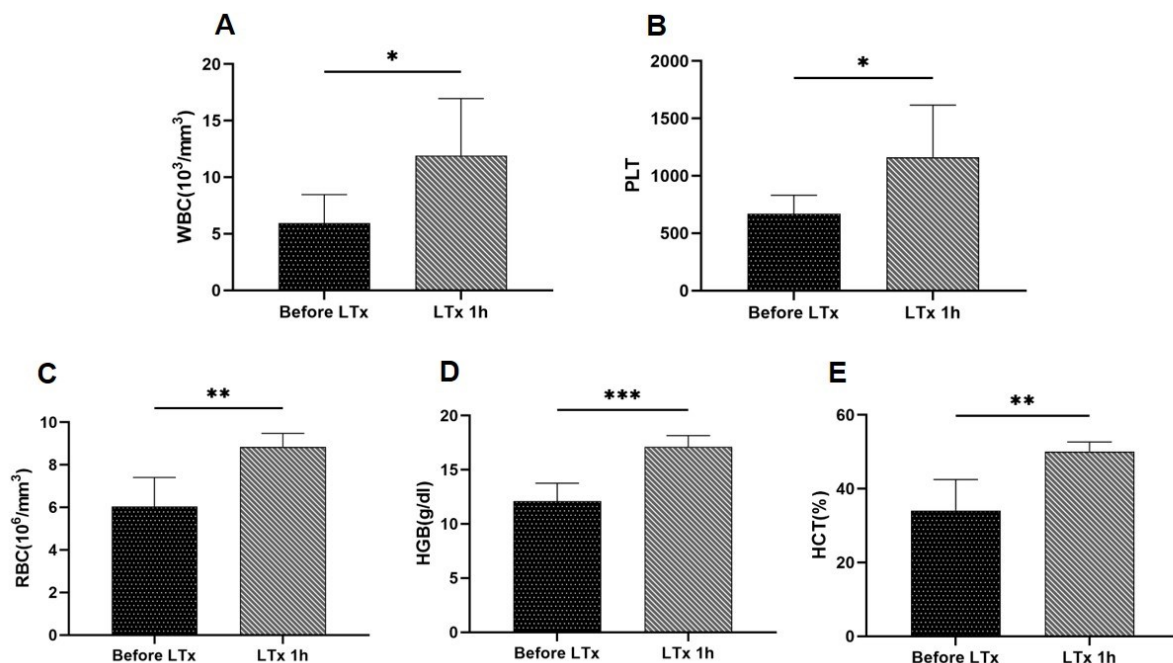 A
*
WBC(10³/mm³)
20
15
10
5
0
Before LTx
LTx 1h
B
*
PLT
2000
1500
1000
500
0
Before LTx
LTx 1h
C
**
RBC(10⁶/mm³)
10
8
6
4
2
0
Before LTx
LTx 1h
D
***
HGB(g/dl)
20
15
10
5
0
Before LTx
LTx 1h
E
**
HCT(%)
60
40
20
0
Before LTx
LTx 1h